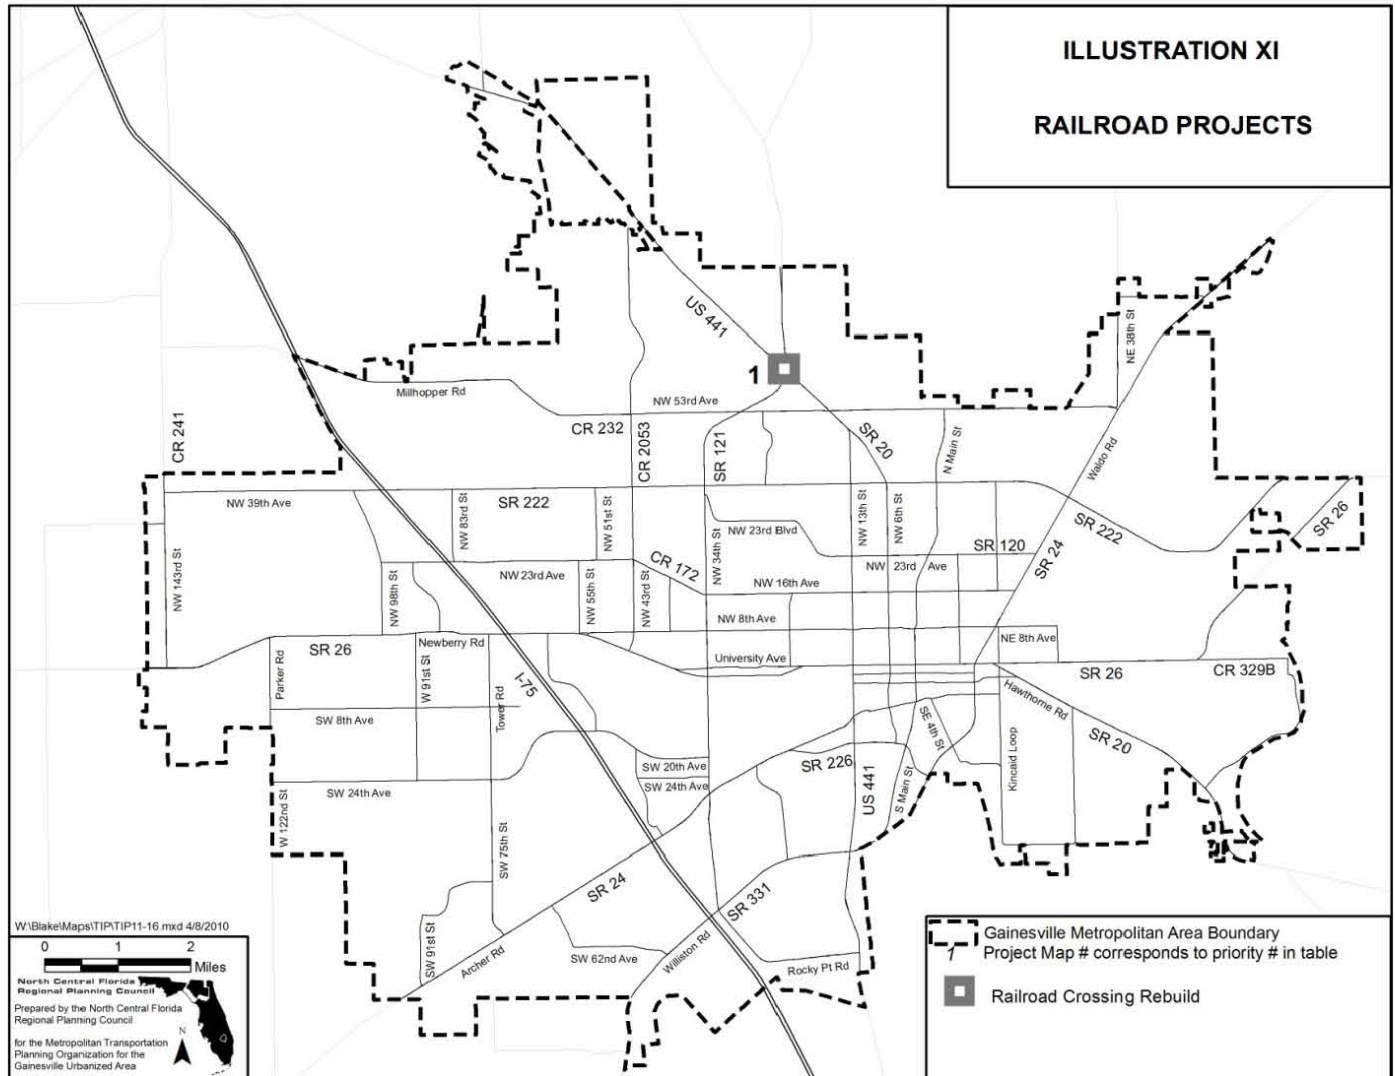 ILLUSTRATION XI
RAILROAD PROJECTS
US 441
NE 38th St
1
Millhopper Rd
NW 53rd Ave
CR 232
CR 241
CR 2053
SR 121
SR 20
N Main St
Waldo Rd
NW 39th Ave
SR 222
NW 83rd St
NW 51st St
NW 34th St
NW 23rd Blvd
NW 13th St
NW 6th St
SR 120
SR 24
SR 222
SR 26
NW 143rd St
NW 98th St
NW 23rd Ave
NW 55th St
NW 43rd St
CR 172
NW 16th Ave
NW 23rd Ave
NW 8th Ave
NE 8th Ave
SR 26
Newberry Rd
University Ave
SR 26
CR 329B
Parker Rd
W 91st St
Tower Rd
I-75
SW 8th Ave
Hawthorne Rd
SE 4th St
Kincaid Loop
SR 20
SW 20th Ave
SW 24th Ave
SR 226
US 441
S Main St
SW 24th Ave
W 122nd St
SW 75th St
SR 24
SR 331
SW 91st St
Archer Rd
SW 62nd Ave
Williston Rd
Rocky Pt Rd
W:\Blake\Maps\TIP\TIP11-16.mxd 4/8/2010
0 1 2
Miles
North Central Florida
Regional Planning Council
Prepared by the North Central Florida
Regional Planning Council
N
for the Metropolitan Transportation
Planning Organization for the
Gainesville Urbanized Area
Gainesville Metropolitan Area Boundary
1 Project Map # corresponds to priority # in table
Railroad Crossing Rebuild